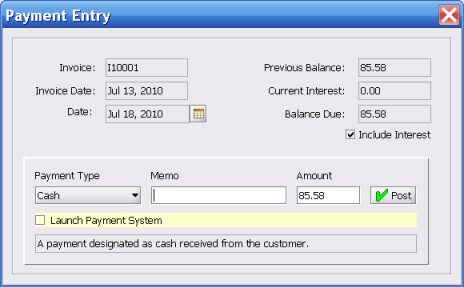 Payment Entry
Invoice: I10001 Previous Balance: 85.58
Invoice Date: Jul 13, 2010 Current Interest: 0.00
Date: Jul 18, 2010 Balance Due: 85.58
Include Interest
Payment Type Memo Amount
Cash 85.58 Post
Launch Payment System
A payment designated as cash received from the customer.